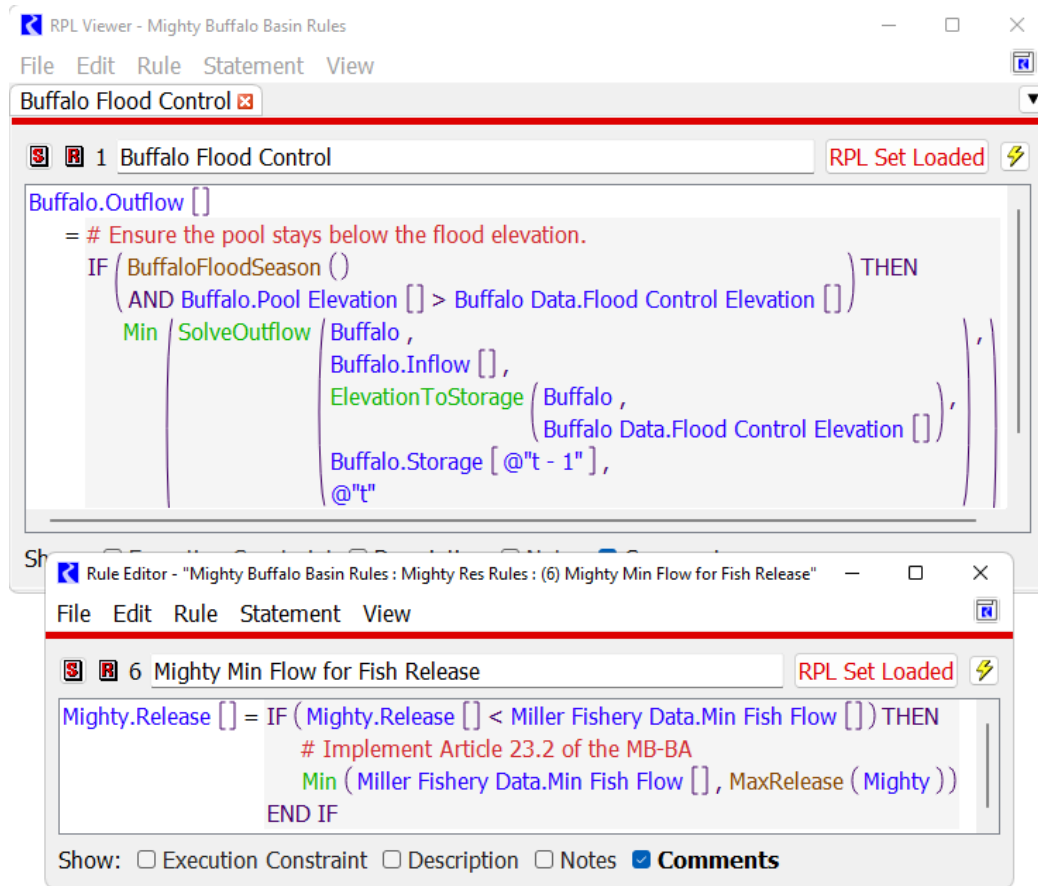 RPL Viewer - Mighty Buffalo Basin Rules
File Edit Rule Statement View
Buffalo Flood Control
S R 1 Buffalo Flood Control RPL Set Loaded
Buffalo.Outflow []
= # Ensure the pool stays below the flood elevation.
IF ( BuffaloFloodSeason () ) THEN
AND Buffalo.Pool Elevation [] > Buffalo Data.Flood Control Elevation []
Min ( SolveOutflow ( Buffalo ,
Buffalo.Inflow [] ,
ElevationToStorage ( Buffalo ,
Buffalo Data.Flood Control Elevation [] ) ,
Buffalo.Storage [ @"t - 1" ] ,
@"t" ) , )
Rule Editor - "Mighty Buffalo Basin Rules : Mighty Res Rules : (6) Mighty Min Flow for Fish Release"
File Edit Rule Statement View
S R 6 Mighty Min Flow for Fish Release RPL Set Loaded
Mighty.Release [] = IF ( Mighty.Release [] < Miller Fishery Data.Min Fish Flow [] ) THEN
# Implement Article 23.2 of the MB-BA
Min ( Miller Fishery Data.Min Fish Flow [] , MaxRelease ( Mighty ) )
END IF
Show: Execution Constraint Description Notes Comments